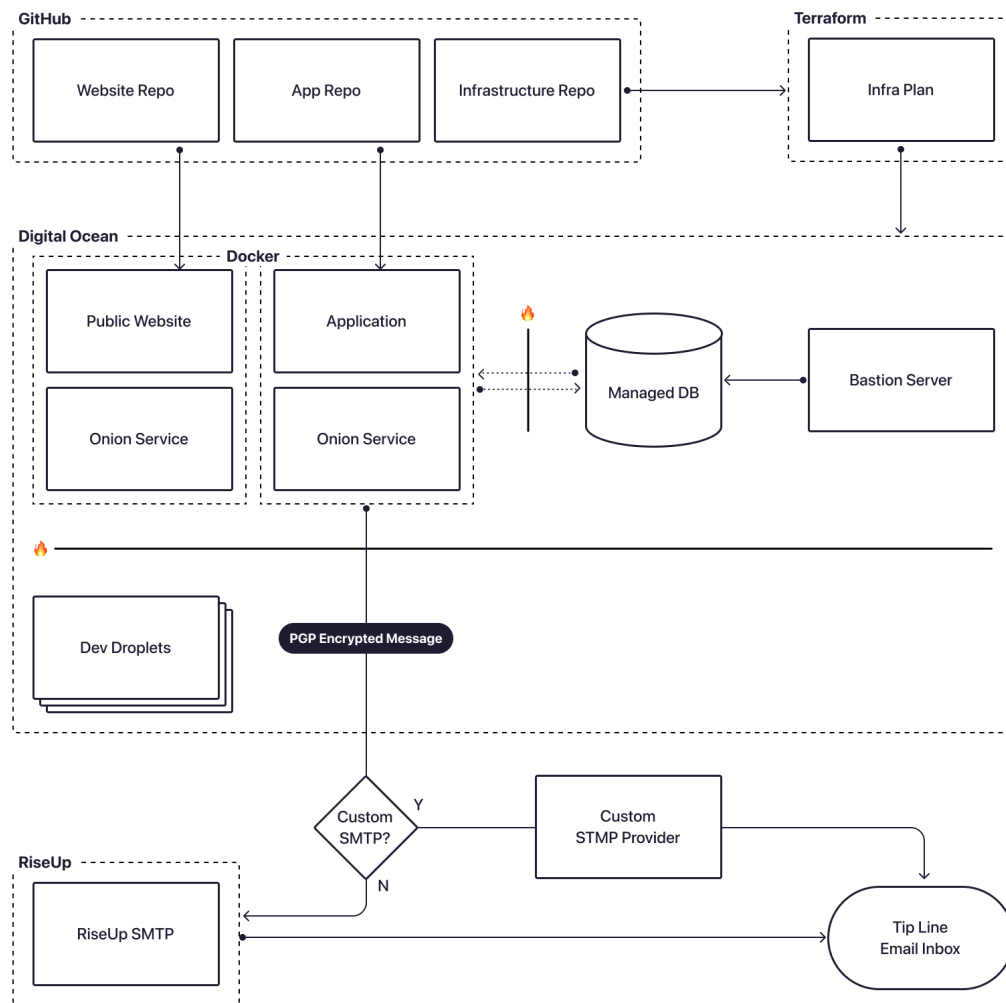 GitHub
Terraform
Website Repo
App Repo
Infrastructure Repo
Infra Plan
Digital Ocean
Docker
Public Website
Application
Managed DB
Bastion Server
Onion Service
Onion Service
PGP Encrypted Message
Dev Droplets
Custom
SMTP?
Y
N
Custom
STMP Provider
RiseUp
RiseUp SMTP
Tip Line
Email Inbox